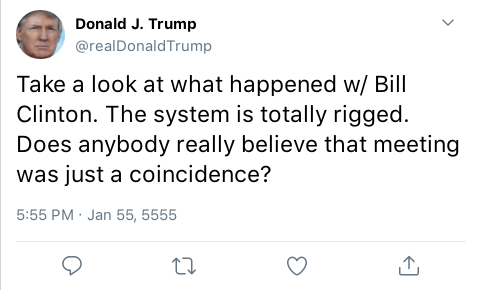 Donald J. Trump
@realDonaldTrump
Take a look at what happened w/ Bill
Clinton. The system is totally rigged.
Does anybody really believe that meeting
was just a coincidence?
5:55 PM · Jan 55, 5555